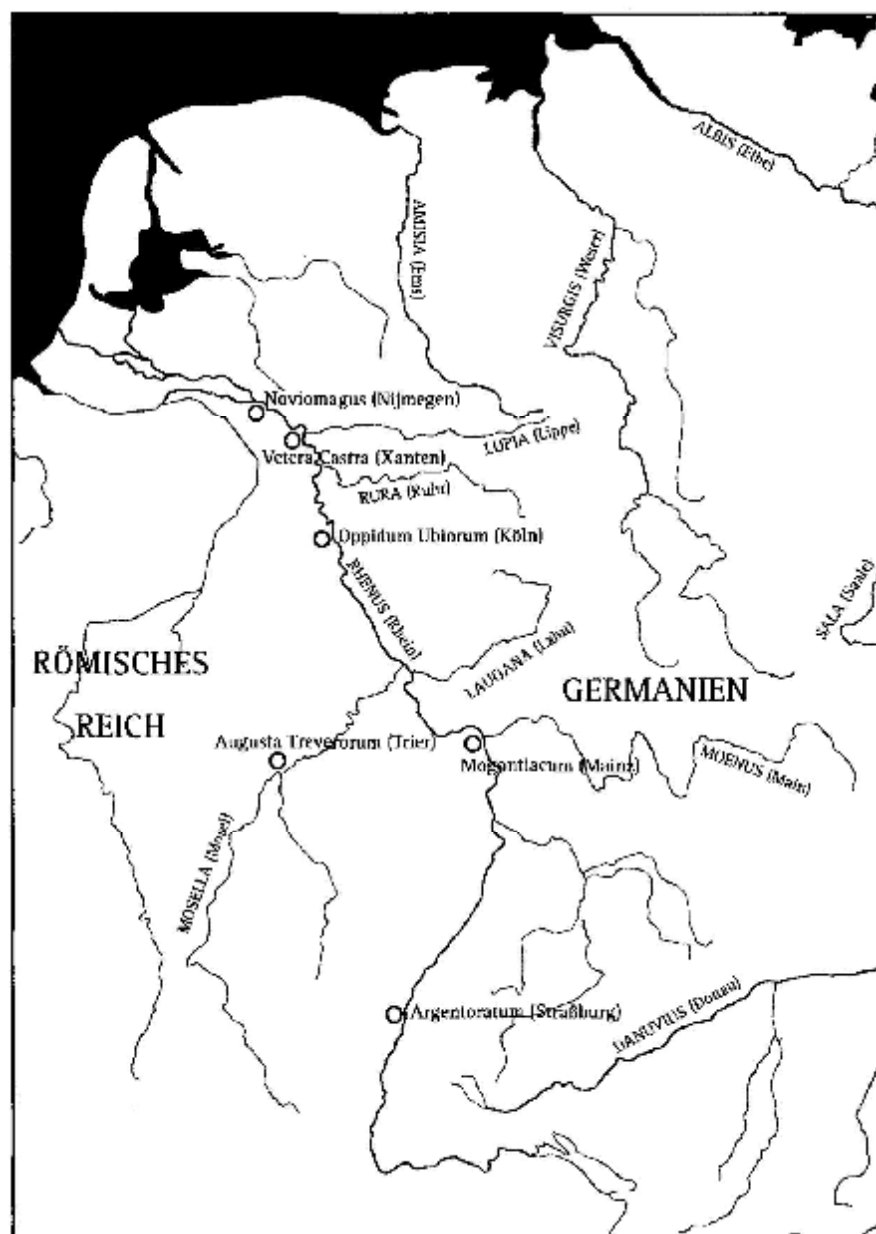 ALBIS (Elbe)
AMISIA (Ems)
VISURGIS (Weser)
Noviomagus (Nijmegen)
LUPIA (Lippe)
Vetera Castra (Xanten)
RURA (Ruhr)
Oppidum Ubiorum (Köln)
RHENUS (Rhein)
SALA (Saale)
LAUGANA (Lahn)
RÖMISCHES
REICH
GERMANIEN
Augusta Treverorum (Trier)
Mogontiacum (Mainz)
MOENUS (Main)
MOSELLA (Mosel)
Argentoratum (Straßburg)
DANUVIUS (Donau)